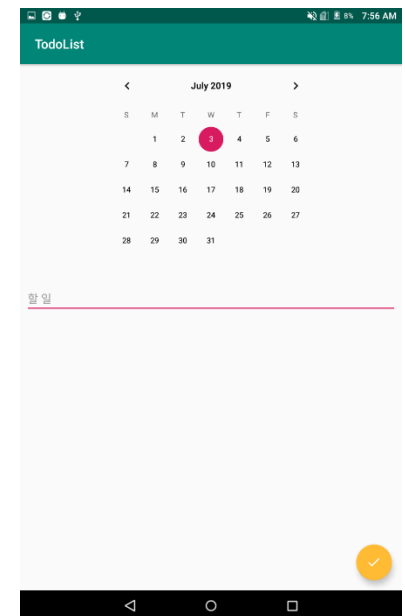 8% 7:56 AM
TodoList
July 2019
S M T W T F S
1 2 3 4 5 6
7 8 9 10 11 12 13
14 15 16 17 18 19 20
21 22 23 24 25 26 27
28 29 30 31
할 일